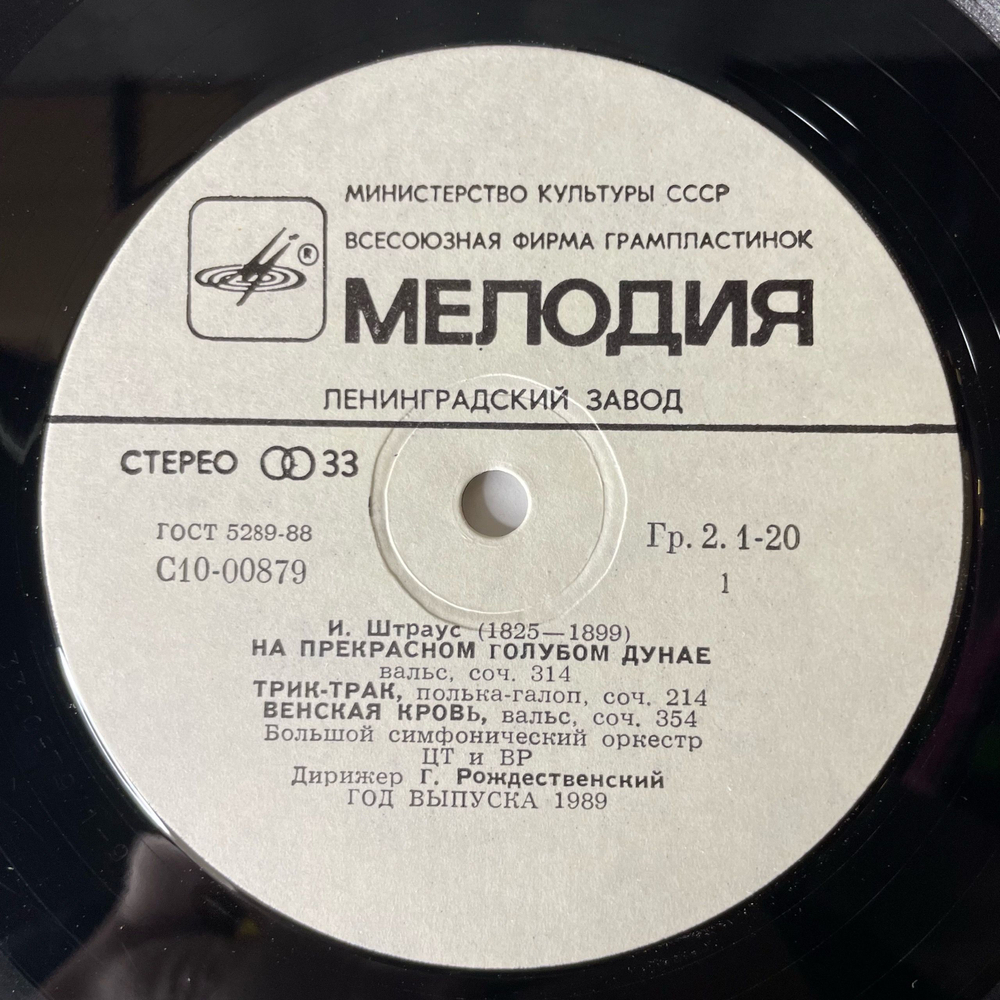 МИНИСТЕРСТВО КУЛЬТУРЫ СССР
ВСЕСОЮЗНАЯ ФИРМА ГРАМПЛАСТИНОК
®
МЕЛОДИЯ
ЛЕНИНГРАДСКИЙ ЗАВОД
СТЕРЕО 33
ГОСТ 5289-88
Гр. 2. 1-20
С10-00879
1
И. Штраус (1825—1899)
НА ПРЕКРАСНОМ ГОЛУБОМ ДУНАЕ
вальс, соч. 314
ТРИК-ТРАК, полька-галоп, соч. 214
ВЕНСКАЯ КРОВЬ, вальс, соч. 354
Большой симфонический оркестр
ЦТ и ВР
Дирижер Г. Рождественский
ГОД ВЫПУСКА 1989